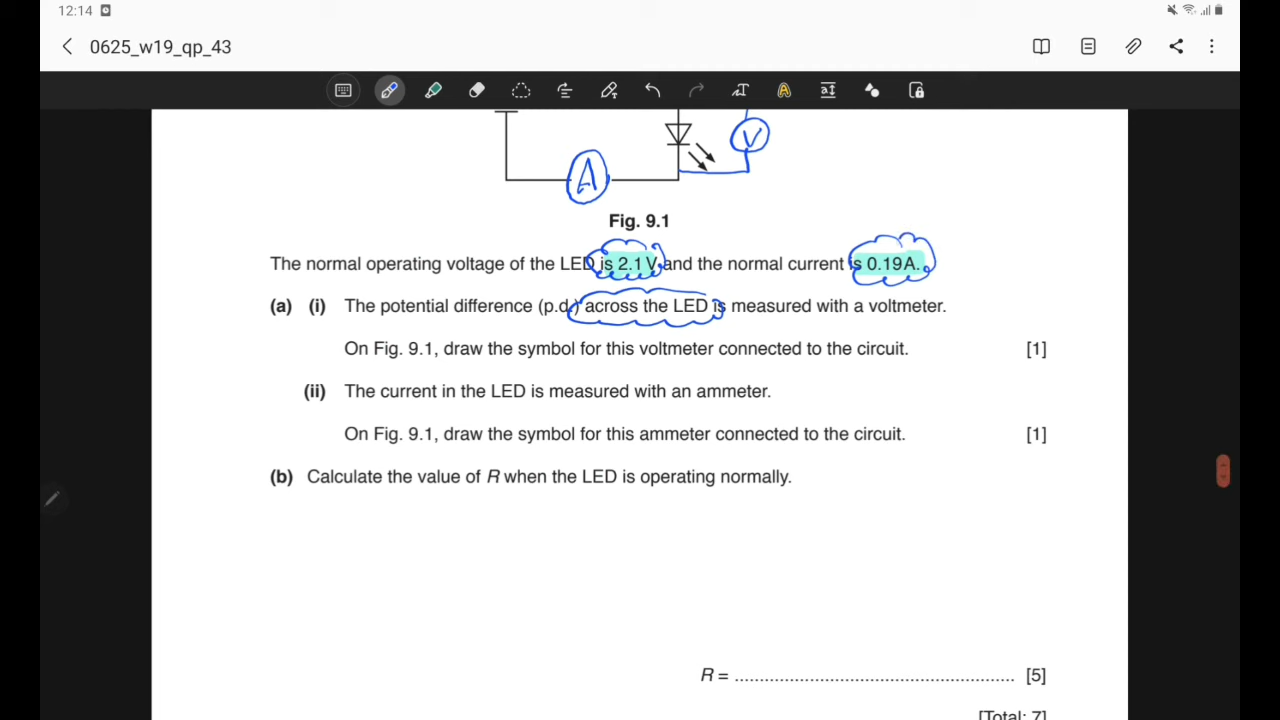 12:14
0625_w19_qp_43
V
A
Fig. 9.1
The normal operating voltage of the LED is 2.1 V and the normal current is 0.19A.
(a) (i) The potential difference (p.d.) across the LED is measured with a voltmeter.
On Fig. 9.1, draw the symbol for this voltmeter connected to the circuit. [1]
(ii) The current in the LED is measured with an ammeter.
On Fig. 9.1, draw the symbol for this ammeter connected to the circuit. [1]
(b) Calculate the value of R when the LED is operating normally.
R = ......................................................... [5]
[Total: 7]